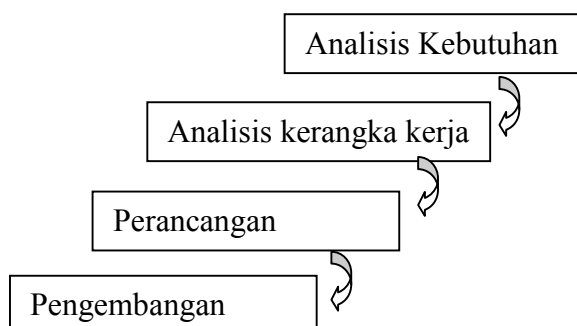 Analisis Kebutuhan
Analisis kerangka kerja
Perancangan
Pengembangan